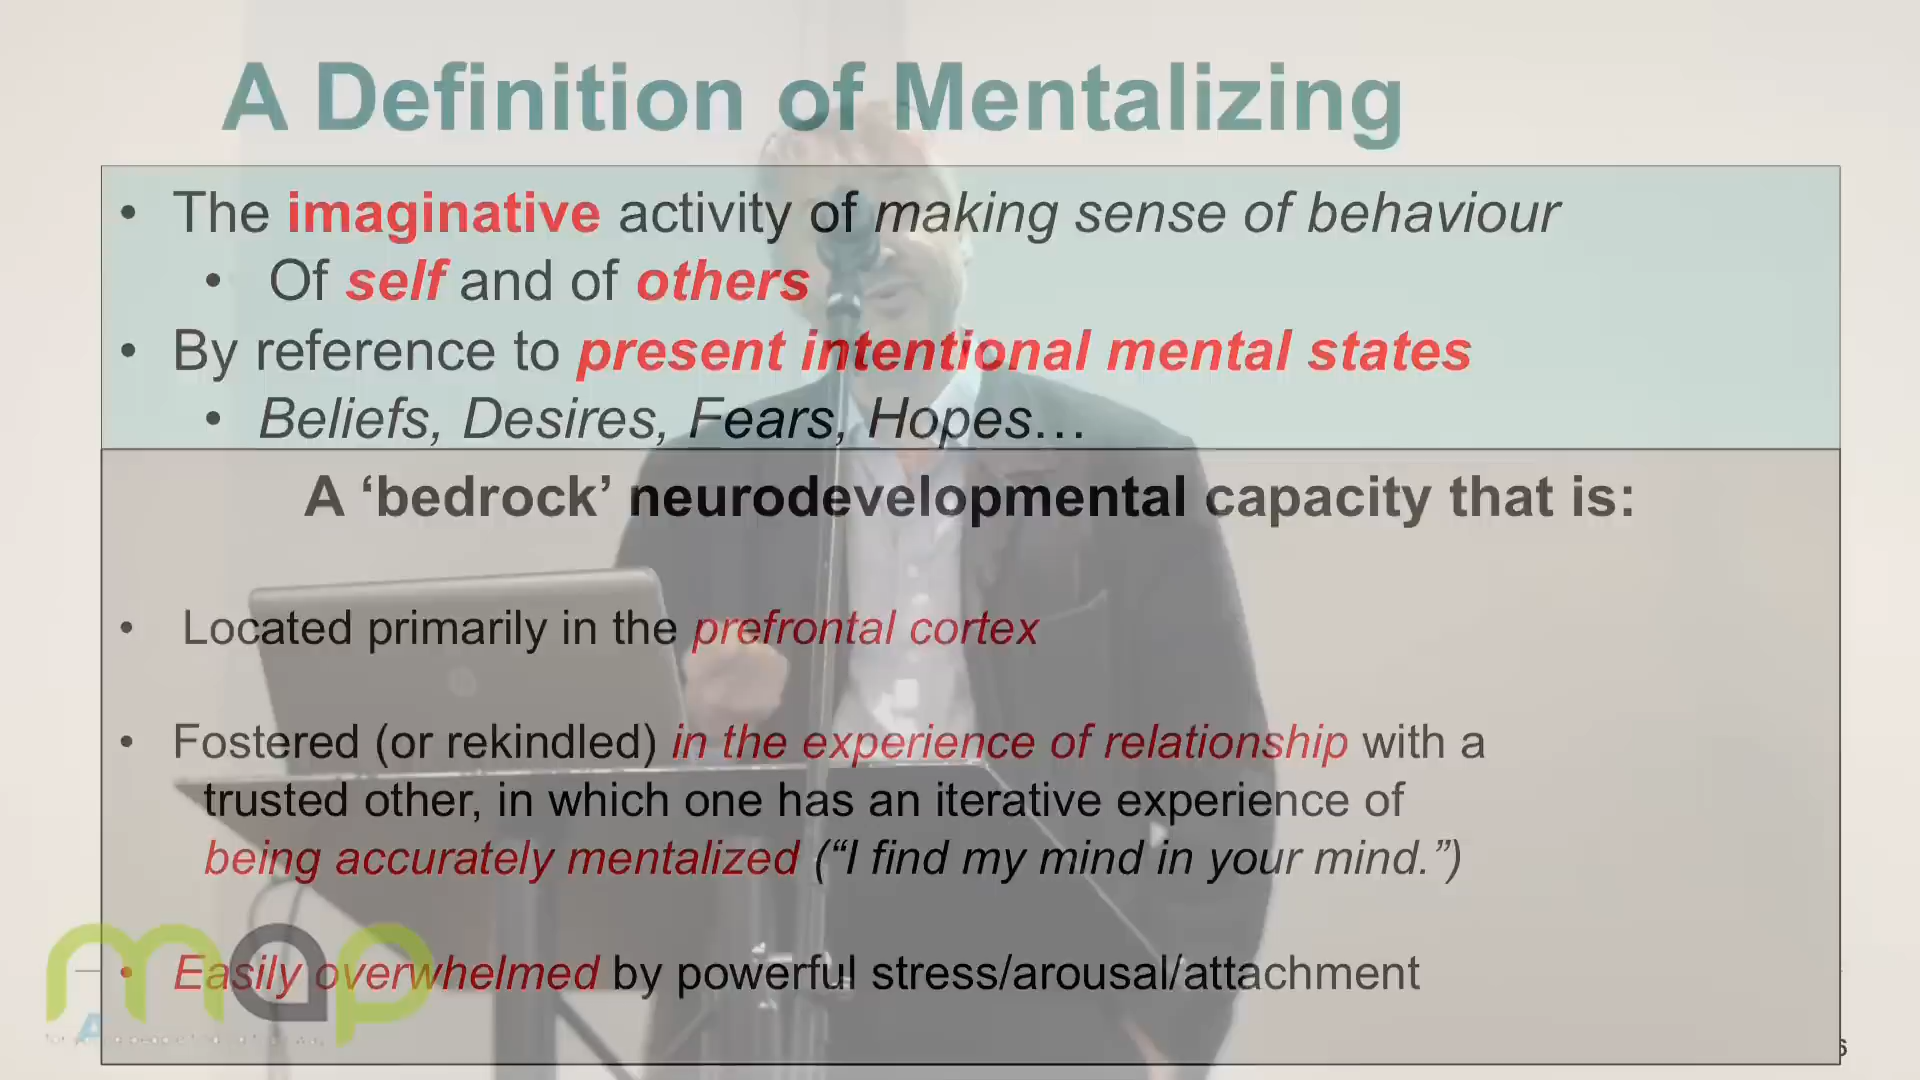 A Definition of Mentalizing
• The imaginative activity of making sense of behaviour
• Of self and of others
• By reference to present intentional mental states
• Beliefs, Desires, Fears, Hopes…
A ‘bedrock’ neurodevelopmental capacity that is:
• Located primarily in the prefrontal cortex
• Fostered (or rekindled) in the experience of relationship with a
trusted other, in which one has an iterative experience of
being accurately mentalized (“I find my mind in your mind.”)
• Easily overwhelmed by powerful stress/arousal/attachment
map
6